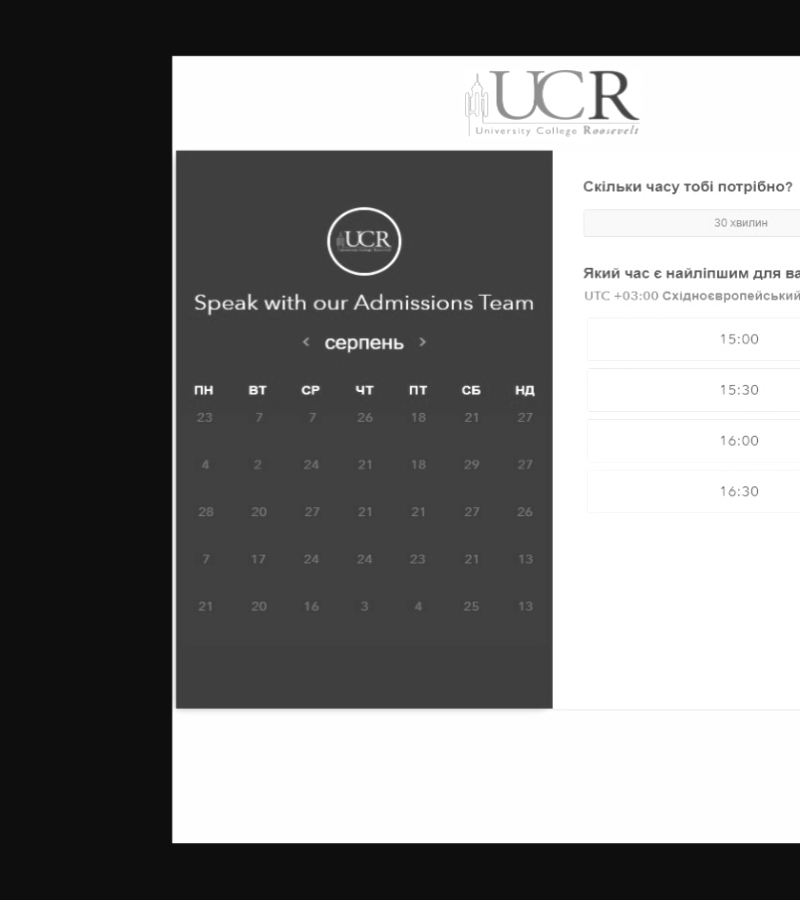 UCR
University College Roosevelt
UCR
Speak with our Admissions Team
< серпень >
ПН ВТ СР ЧТ ПТ СБ НД
23 7 7 26 18 21 27
4 2 24 21 18 29 27
28 20 27 21 21 27 26
7 17 24 24 23 21 13
21 20 16 3 4 25 13
Скільки часу тобі потрібно?
30 хвилин
Який час є найліпшим для ва
UTC +03:00 Східноєвропейський
15:00
15:30
16:00
16:30